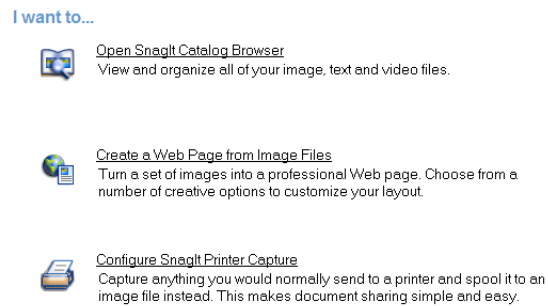 I want to...
Open SnagIt Catalog Browser
View and organize all of your image, text and video files.
Create a Web Page from Image Files
Turn a set of images into a professional Web page. Choose from a
number of creative options to customize your layout.
Configure SnagIt Printer Capture
Capture anything you would normally send to a printer and spool it to an
image file instead. This makes document sharing simple and easy.